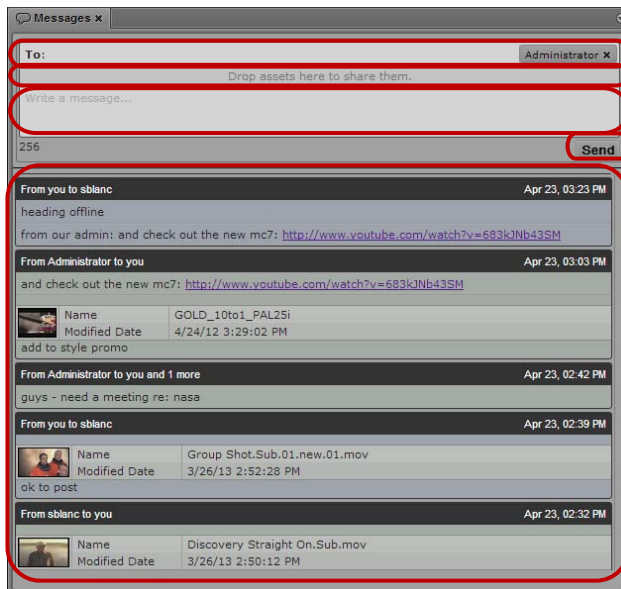 Messages ×
To:
Administrator ×
Drop assets here to share them.
Write a message...
256
Send
From you to sblanc Apr 23, 03:23 PM
heading offline
from our admin: and check out the new mc7: http://www.youtube.com/watch?v=683kJNb43SM
From Administrator to you Apr 23, 03:03 PM
and check out the new mc7: http://www.youtube.com/watch?v=683kJNb43SM
Name GOLD_10to1_PAL25i
Modified Date 4/24/12 3:29:02 PM
add to style promo
From Administrator to you and 1 more Apr 23, 02:42 PM
guys - need a meeting re: nasa
From you to sblanc Apr 23, 02:39 PM
Name Group Shot.Sub.01.new.01.mov
Modified Date 3/26/13 2:52:28 PM
ok to post
From sblanc to you Apr 23, 02:32 PM
Name Discovery Straight On.Sub.mov
Modified Date 3/26/13 2:50:12 PM